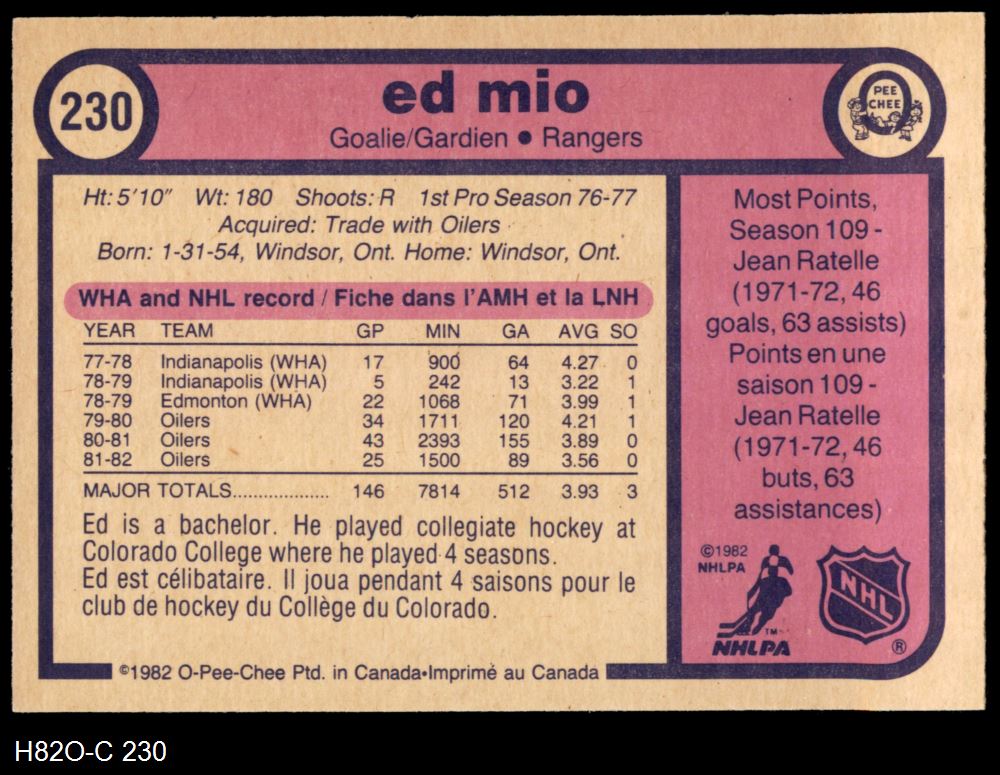 230
ed mio
Goalie/Gardien ● Rangers
PEE
CHEE
Ht: 5'10" Wt: 180 Shoots: R 1st Pro Season 76-77
Acquired: Trade with Oilers
Born: 1-31-54, Windsor, Ont. Home: Windsor, Ont.
WHA and NHL record / Fiche dans l'AMH et la LNH
YEAR TEAM GP MIN GA AVG SO
77-78 Indianapolis (WHA) 17 900 64 4.27 0
78-79 Indianapolis (WHA) 5 242 13 3.22 1
78-79 Edmonton (WHA) 22 1068 71 3.99 1
79-80 Oilers 34 1711 120 4.21 1
80-81 Oilers 43 2393 155 3.89 0
81-82 Oilers 25 1500 89 3.56 0
MAJOR TOTALS................... 146 7814 512 3.93 3
Ed is a bachelor. He played collegiate hockey at
Colorado College where he played 4 seasons.
Ed est célibataire. Il joua pendant 4 saisons pour le
club de hockey du Collège du Colorado.
©1982 O-Pee-Chee Ptd. in Canada•Imprimé au Canada
Most Points,
Season 109 -
Jean Ratelle
(1971-72, 46
goals, 63 assists)
Points en une
saison 109 -
Jean Ratelle
(1971-72, 46
buts, 63
assistances)
©1982
NHLPA
TM
NHLPA
NHL
®
H82O-C 230